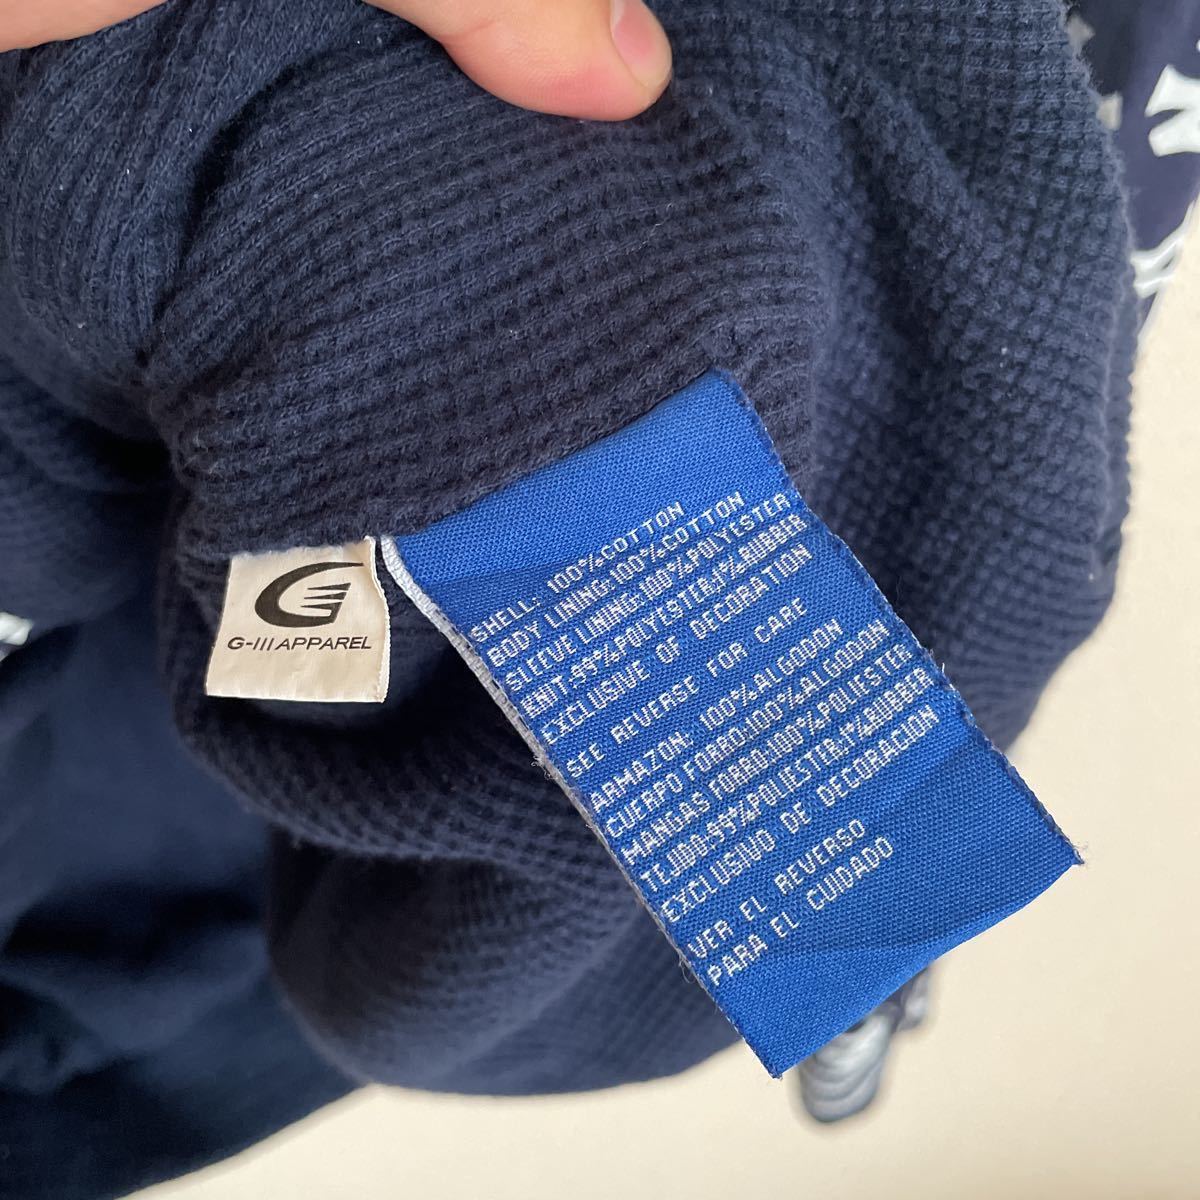 G-III APPAREL
SHELL: 100%COTTON
BODY LINING:100%COTTON
SLEEVE LINING:100%POLYESTER
KNIT.99%POLYESTER,1%RUBBER
EXCLUSIVE OF DECORATION
SEE REVERSE FOR CARE
ARMAZON: 100%ALGODON
CUERPO FORRO:100%ALGODON
MANGAS FORRO:100%POLIESTER
TEJIDO.99%POLIESTER,1%RUBBER
EXCLUSIVO DE DECORACION
VER EL REVERSO
PARA EL CUIDADO